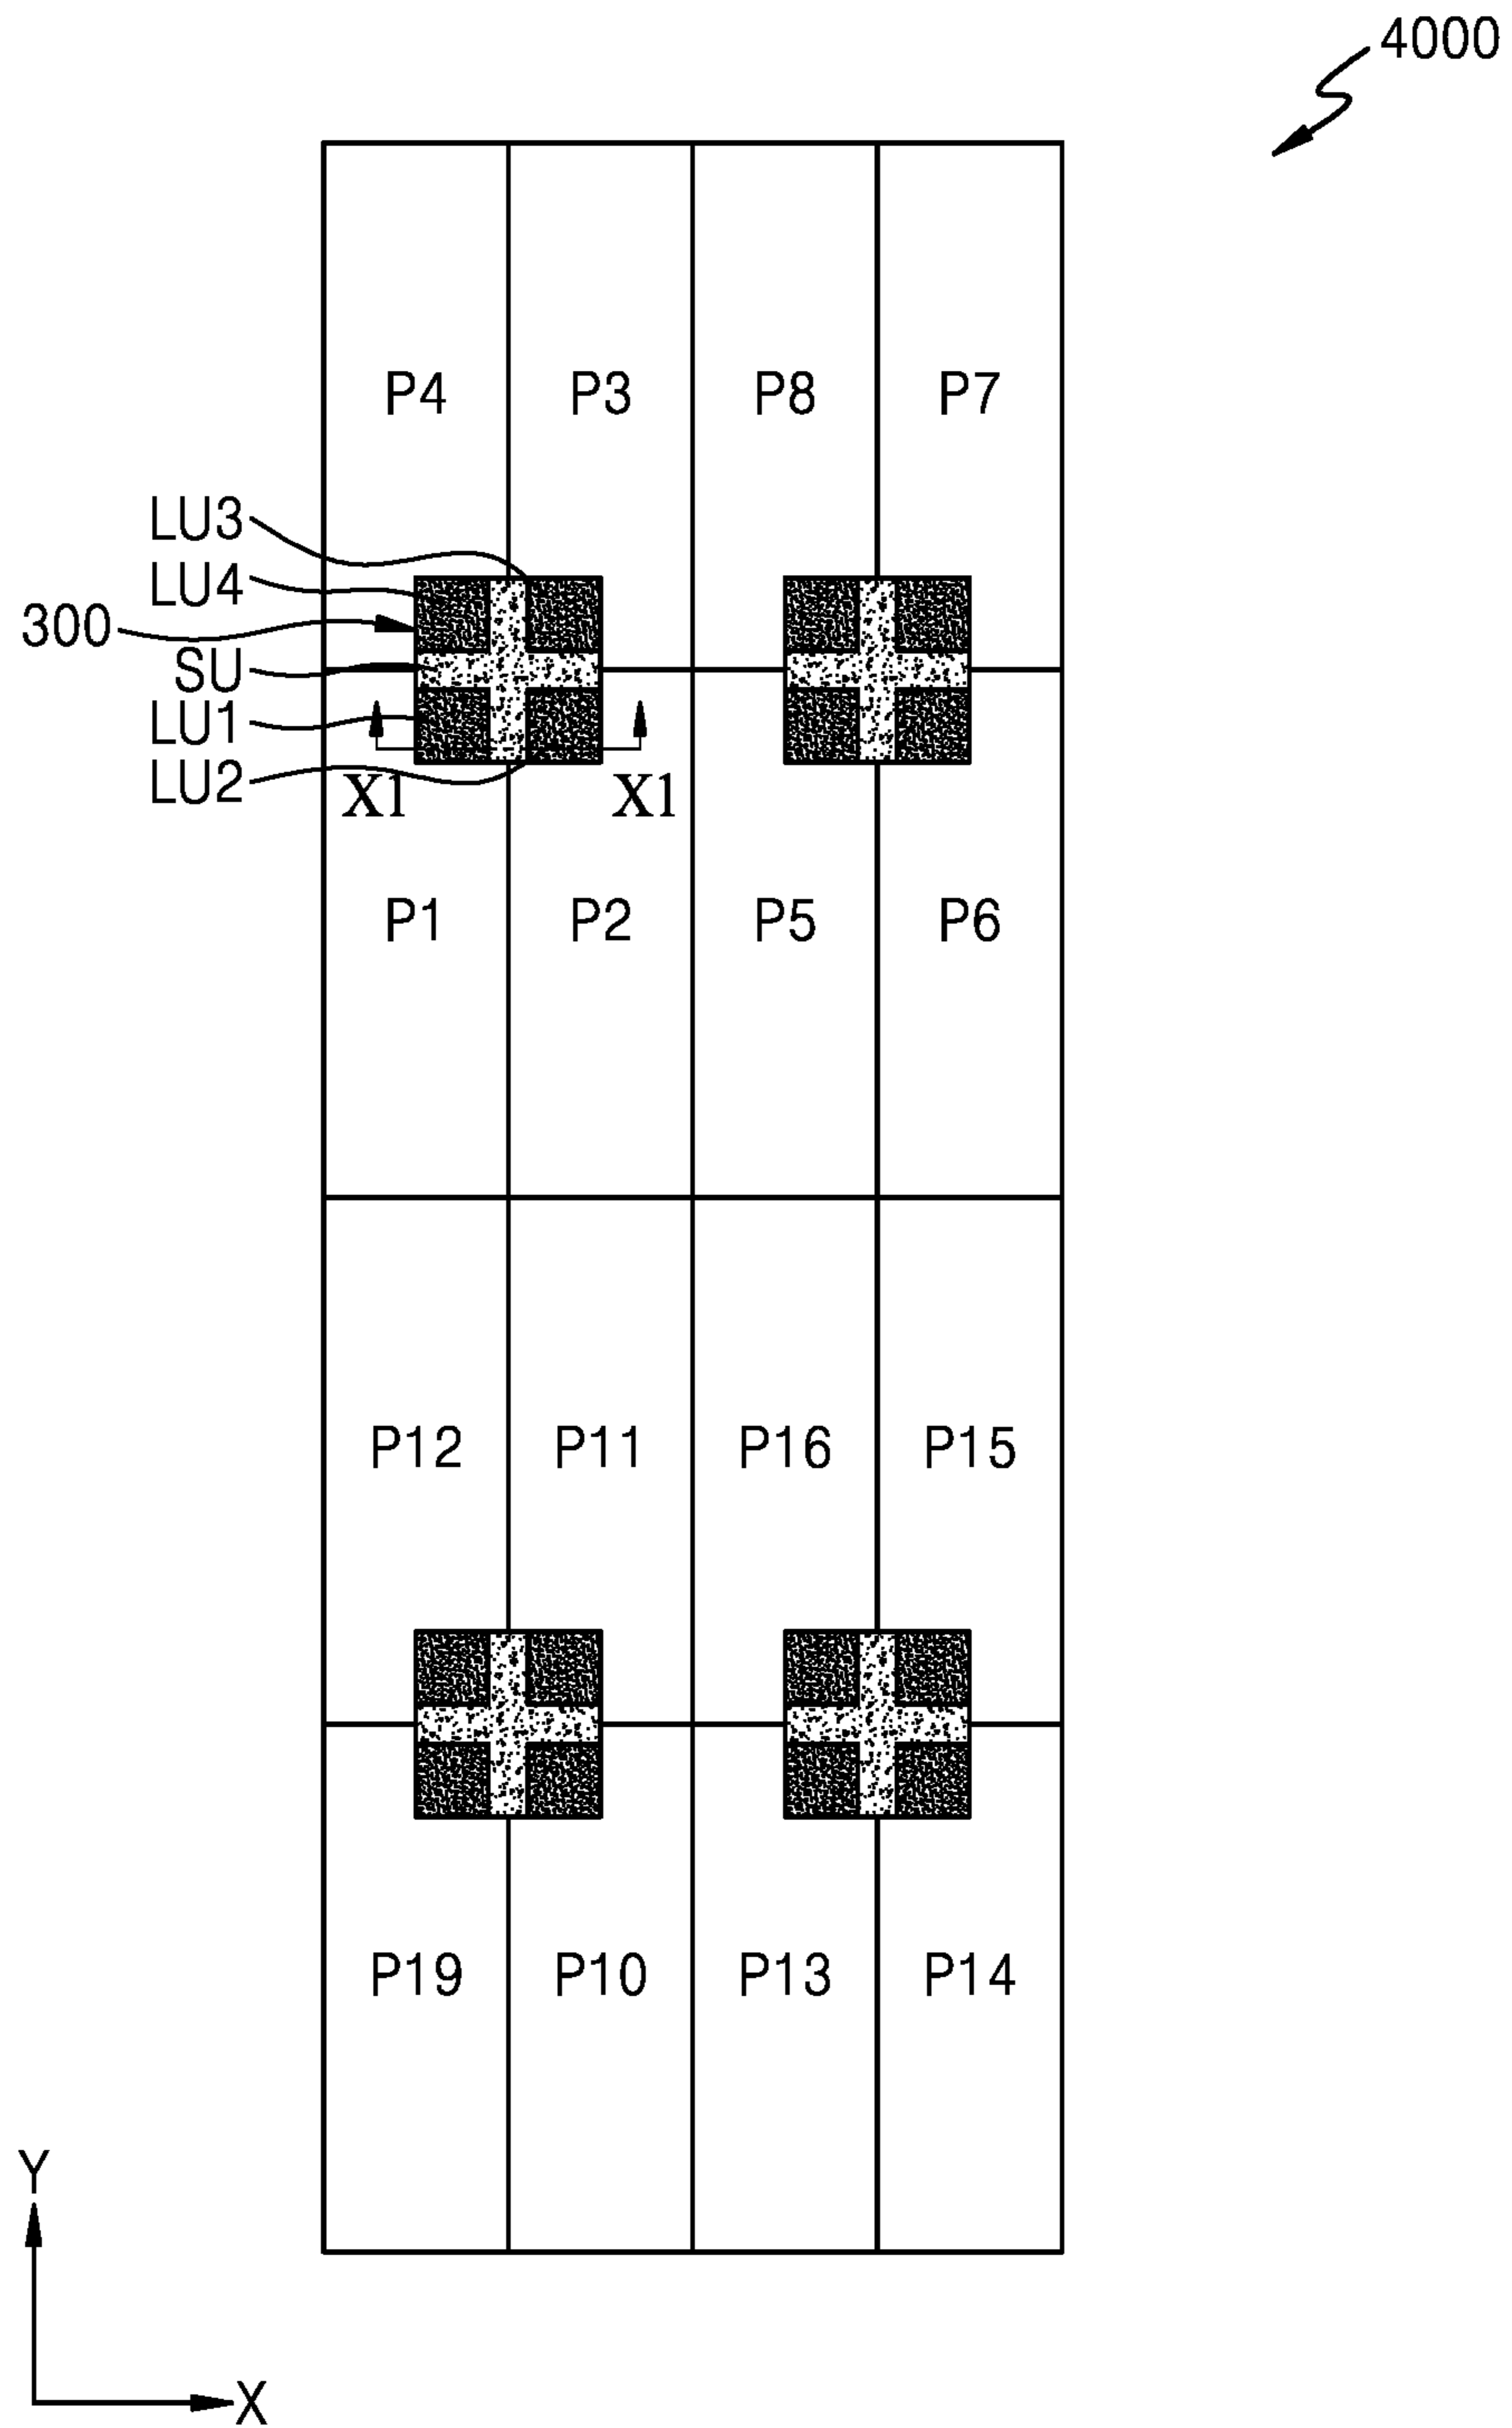 4000
P4 P3 P8 P7
LU3
LU4
300
SU
LU1
LU2
X1 X1
P1 P2 P5 P6
P12 P11 P16 P15
P19 P10 P13 P14
Y
X